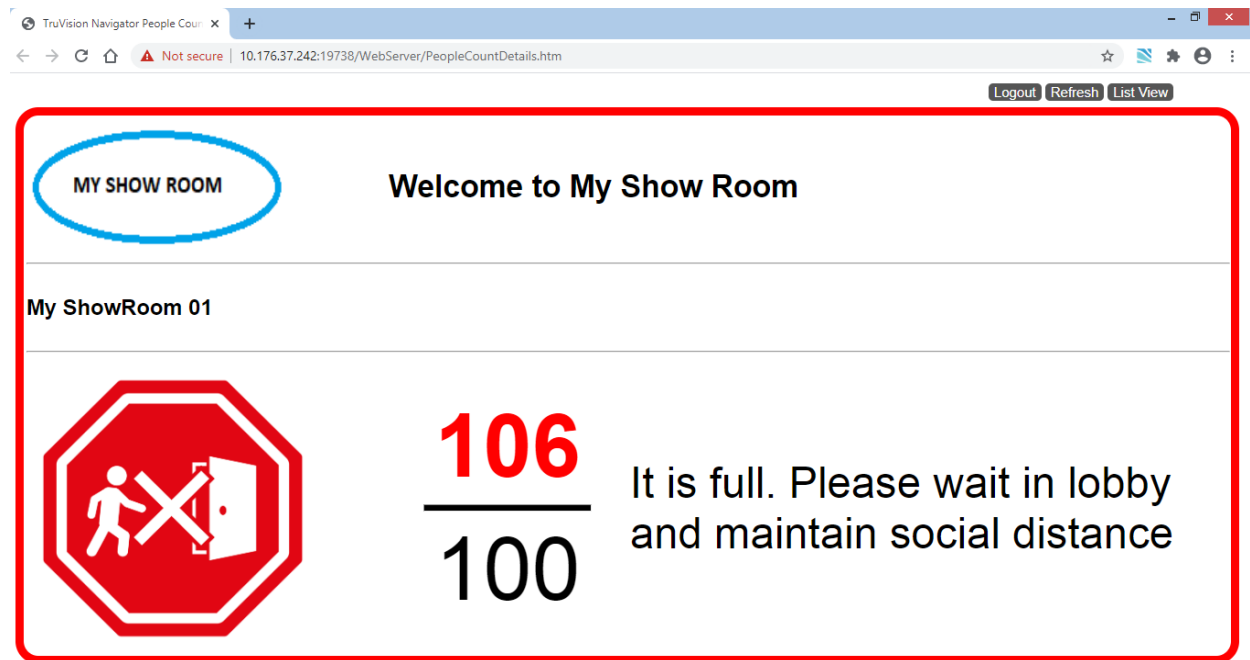 TruVision Navigator People Coun
Not secure | 10.176.37.242:19738/WebServer/PeopleCountDetails.htm
Logout Refresh List View
MY SHOW ROOM
Welcome to My Show Room
My ShowRoom 01
106
100
It is full. Please wait in lobby
and maintain social distance